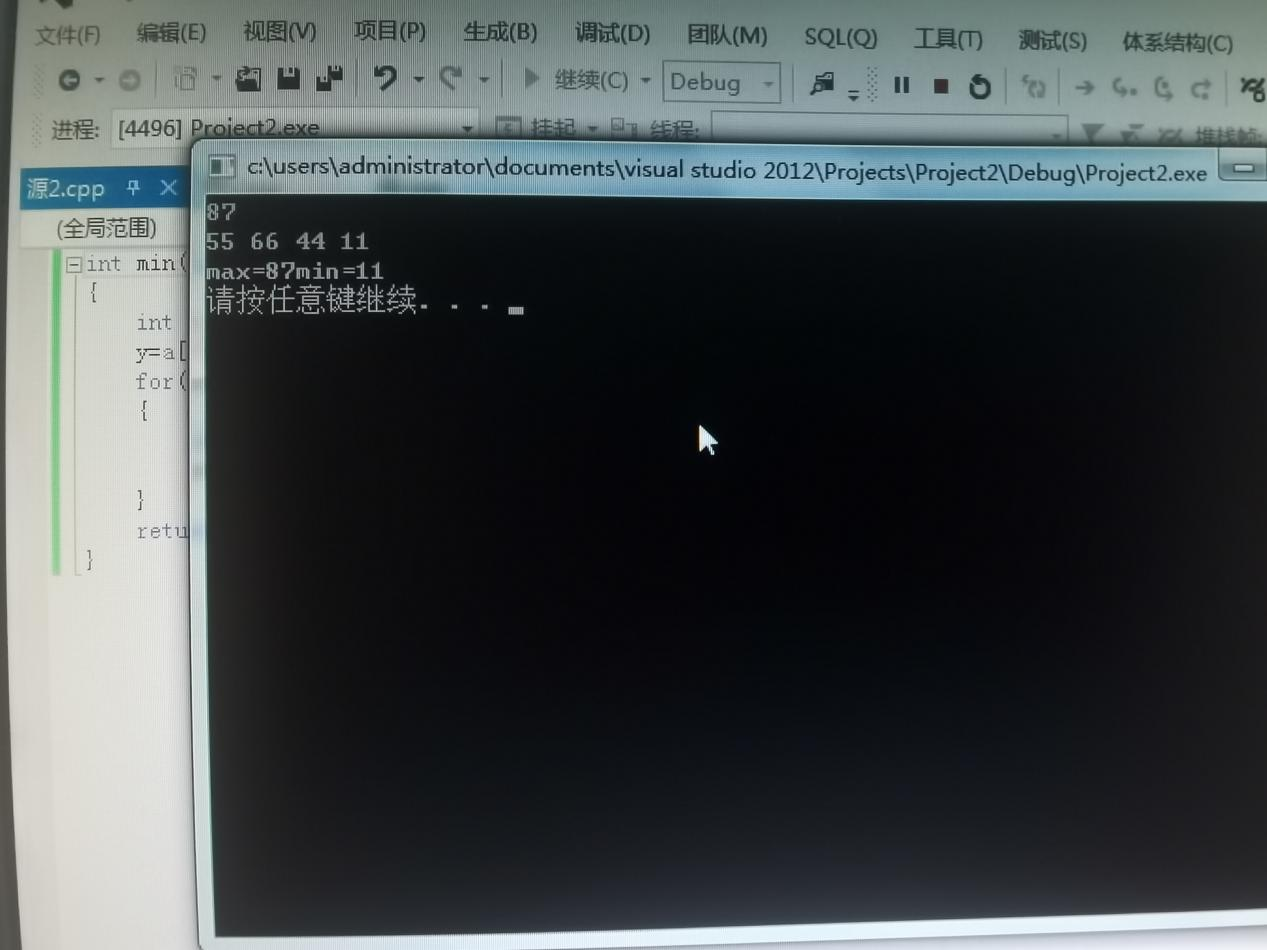 文件(F) 编辑(E) 视图(V) 项目(P) 生成(B) 调试(D) 团队(M) SQL(Q) 工具(T) 测试(S) 体系结构(C)
继续(C) Debug
进程: [4496] Project2.exe 挂起 线程: 堆栈帧:
c:\users\administrator\documents\visual studio 2012\Projects\Project2\Debug\Project2.exe
源2.cpp
(全局范围)
87
55 66 44 11
max=87min=11
请按任意键继续. . .
int min(
{
int
y=a[
for(
{
}
retu
}